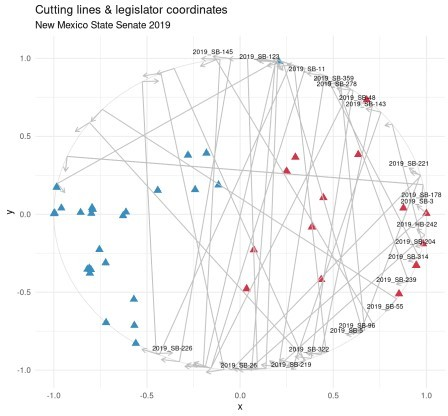 Cutting lines & legislator coordinates
New Mexico State Senate 2019
2019_SB-145
2019_SB-123
2019_SB-11
2019_SB-359
2019_SB-278
2019_SB-48
2019_SB-143
2019_SB-221
2019_SB-178
2019_SB-3
2019_HB-242
2019_SB-204
2019_SB-314
2019_SB-239
2019_SB-55
2019_SB-96
2019_SB-5
2019_SB-226
2019_SB-322
2019_SB-26
2019_SB-219
1.0
0.5
0.0
-0.5
-1.0
y
-1.0 -0.5 0.0 0.5 1.0
x